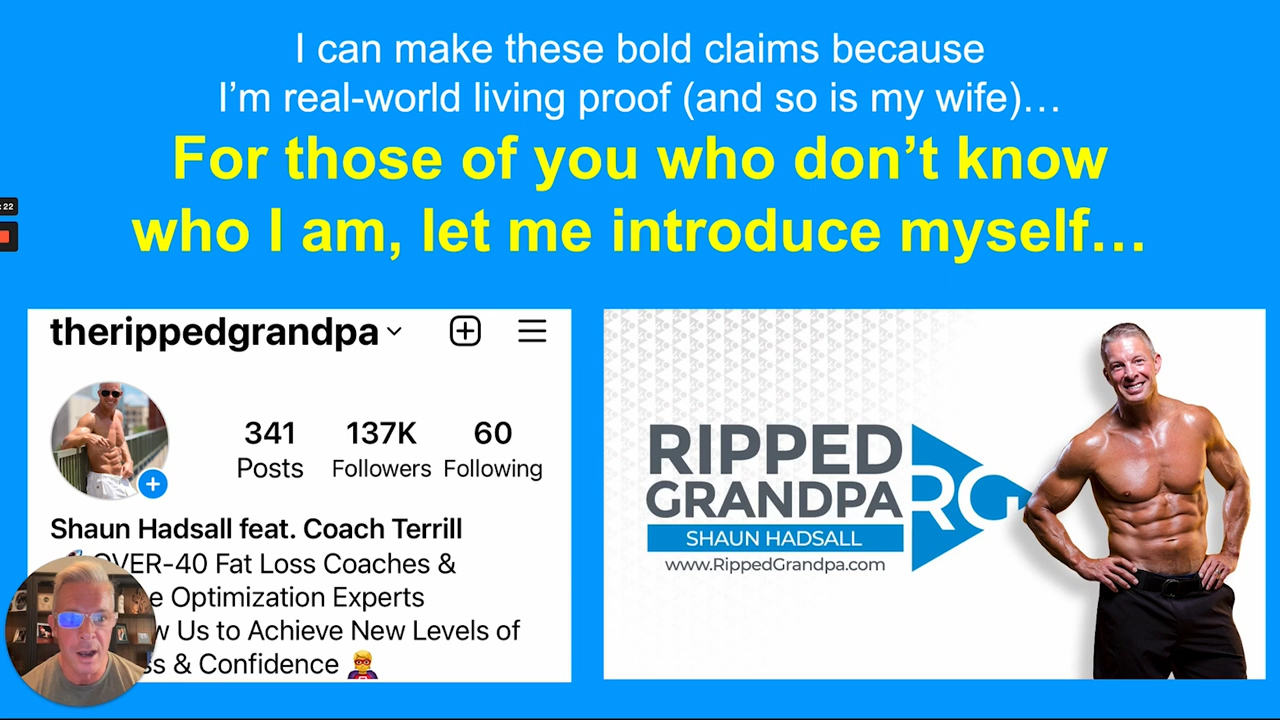 I can make these bold claims because
I'm real-world living proof (and so is my wife)…
For those of you who don't know
who I am, let me introduce myself…
:22
therippedgrandpa
341 137K 60
Posts Followers Following
Shaun Hadsall feat. Coach Terrill
OVER-40 Fat Loss Coaches &
Optimization Experts
Us to Achieve New Levels of
& Confidence
RIPPED
GRANDPA
RG
SHAUN HADSALL
www.RippedGrandpa.com